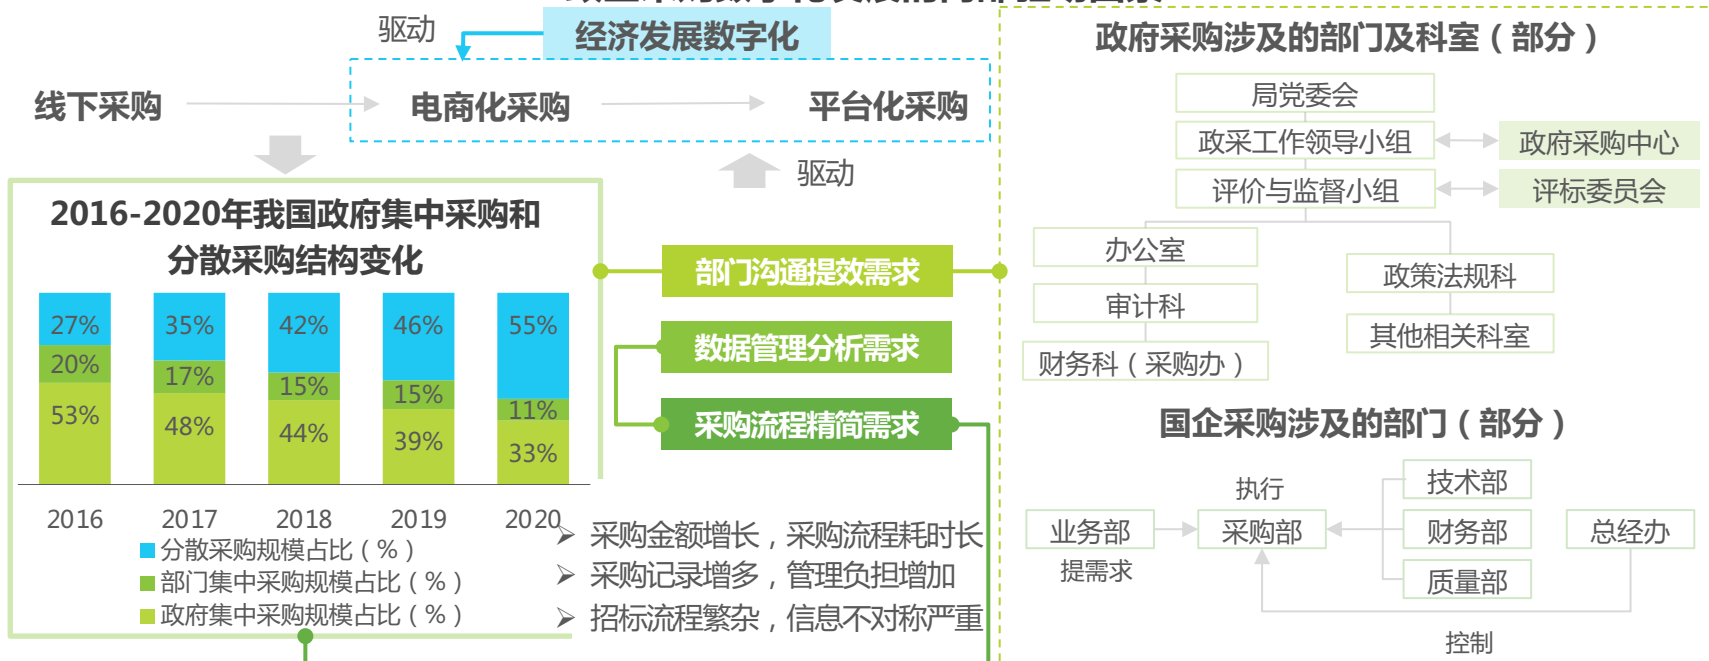 驱动
经济发展数字化
线下采购
电商化采购
平台化采购
驱动
2016-2020年我国政府集中采购和
分散采购结构变化
27%
35%
42%
46%
55%
20%
17%
15%
15%
11%
53%
48%
44%
39%
33%
2016
2017
2018
2019
2020
分散采购规模占比（%）
部门集中采购规模占比（%）
政府集中采购规模占比（%）
部门沟通提效需求
数据管理分析需求
采购流程精简需求
采购金额增长，采购流程耗时长
采购记录增多，管理负担增加
招标流程繁杂，信息不对称严重
政府采购涉及的部门及科室（部分）
局党委会
政采工作领导小组
政府采购中心
评价与监督小组
评标委员会
办公室
审计科
财务科（采购办）
政策法规科
其他相关科室
国企采购涉及的部门（部分）
技术部
执行
业务部
采购部
财务部
总经办
提需求
质量部
控制